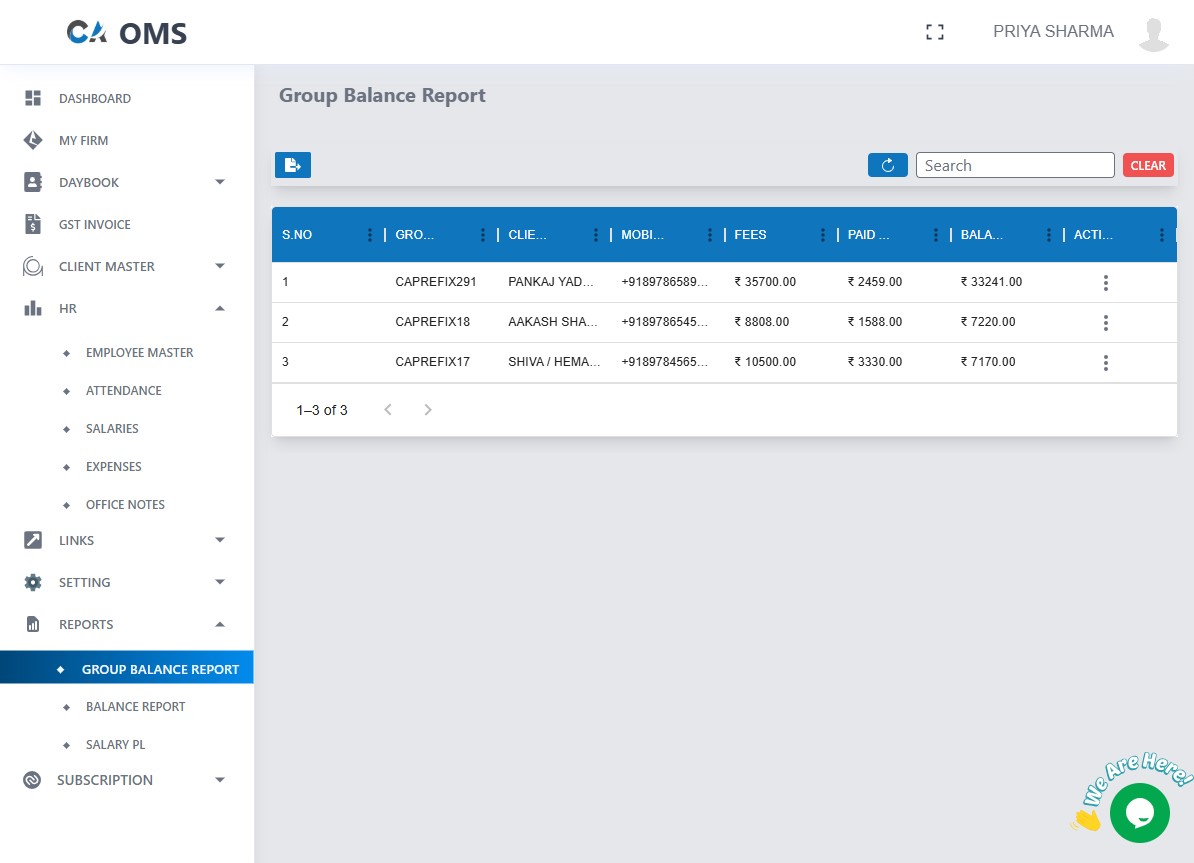 CA OMS
PRIYA SHARMA
DASHBOARD
MY FIRM
DAYBOOK
GST INVOICE
CLIENT MASTER
HR
EMPLOYEE MASTER
ATTENDANCE
SALARIES
EXPENSES
OFFICE NOTES
LINKS
SETTING
REPORTS
GROUP BALANCE REPORT
BALANCE REPORT
SALARY PL
SUBSCRIPTION
Group Balance Report
Search CLEAR
S.NO GRO... CLIE... MOBI... FEES PAID ... BALA... ACTI...
1 CAPREFIX291 PANKAJ YAD... +9189786589... ₹ 35700.00 ₹ 2459.00 ₹ 33241.00
2 CAPREFIX18 AAKASH SHA... +9189786545... ₹ 8808.00 ₹ 1588.00 ₹ 7220.00
3 CAPREFIX17 SHIVA / HEMA... +9189784565... ₹ 10500.00 ₹ 3330.00 ₹ 7170.00
1–3 of 3
We Are Here!